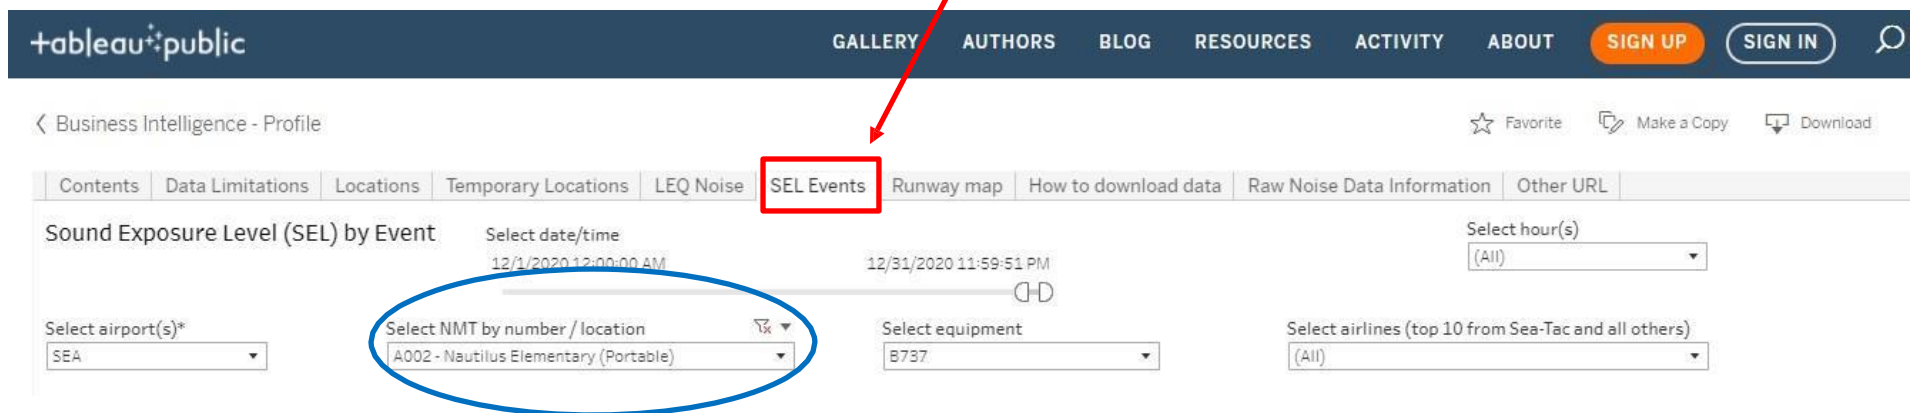 +ableau public GALLERY AUTHORS BLOG RESOURCES ACTIVITY ABOUT SIGN UP SIGN IN
Business Intelligence - Profile Favorite Make a Copy Download
Contents Data Limitations Locations Temporary Locations LEQ Noise SEL Events Runway map How to download data Raw Noise Data Information Other URL
Sound Exposure Level (SEL) by Event Select date/time Select hour(s)
12/1/2020 12:00:00 AM 12/31/2020 11:59:51 PM (All)
Select airport(s)* Select NMT by number / location Select equipment Select airlines (top 10 from Sea-Tac and all others)
SEA A002 - Nautilus Elementary (Portable) B737 (All)